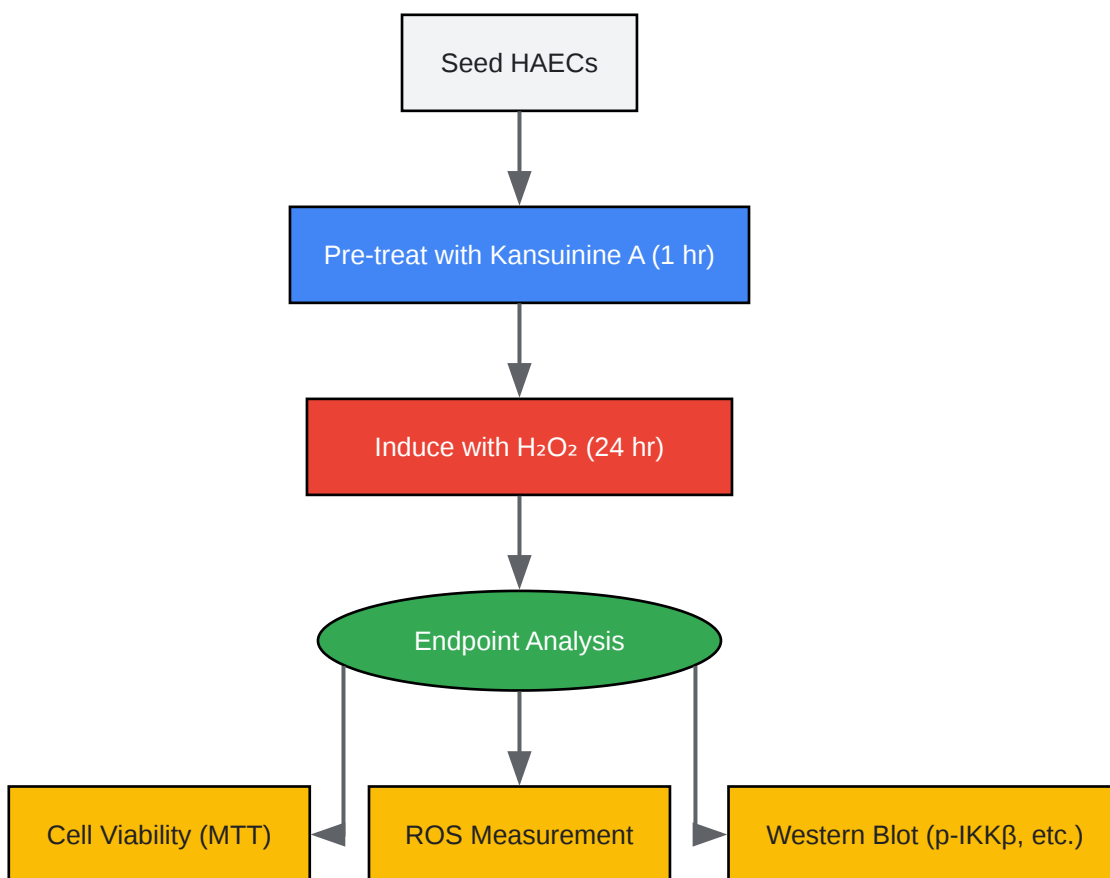 Seed HAECs
Pre-treat with Kansuinine A (1 hr)
Induce with H₂O₂ (24 hr)
Endpoint Analysis
Cell Viability (MTT)
ROS Measurement
Western Blot (p-IKKβ, etc.)